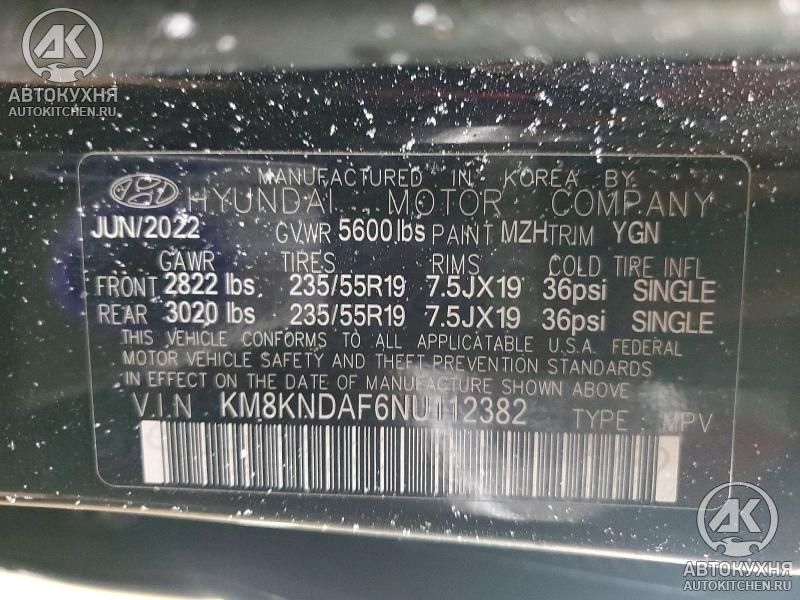 АВТОКУХНЯ
AUTOKITCHEN.RU
MANUFACTURED IN KOREA BY:
HYUNDAI MOTOR COMPANY
JUN/2022 GVWR 5600 lbs PAINT MZH TRIM YGN
GAWR TIRES RIMS COLD TIRE INFL
FRONT 2822 lbs 235/55R19 7.5JX19 36psi SINGLE
REAR 3020 lbs 235/55R19 7.5JX19 36psi SINGLE
THIS VEHICLE CONFORMS TO ALL APPLICATABLE U.S.A. FEDERAL
MOTOR VEHICLE SAFETY AND THEFT PREVENTION STANDARDS
IN EFFECT ON THE DATE OF MANUFACTURE SHOWN ABOVE
V.I.N KM8KNDAF6NU112382 TYPE MPV
АВТОКУХНЯ
AUTOKITCHEN.RU